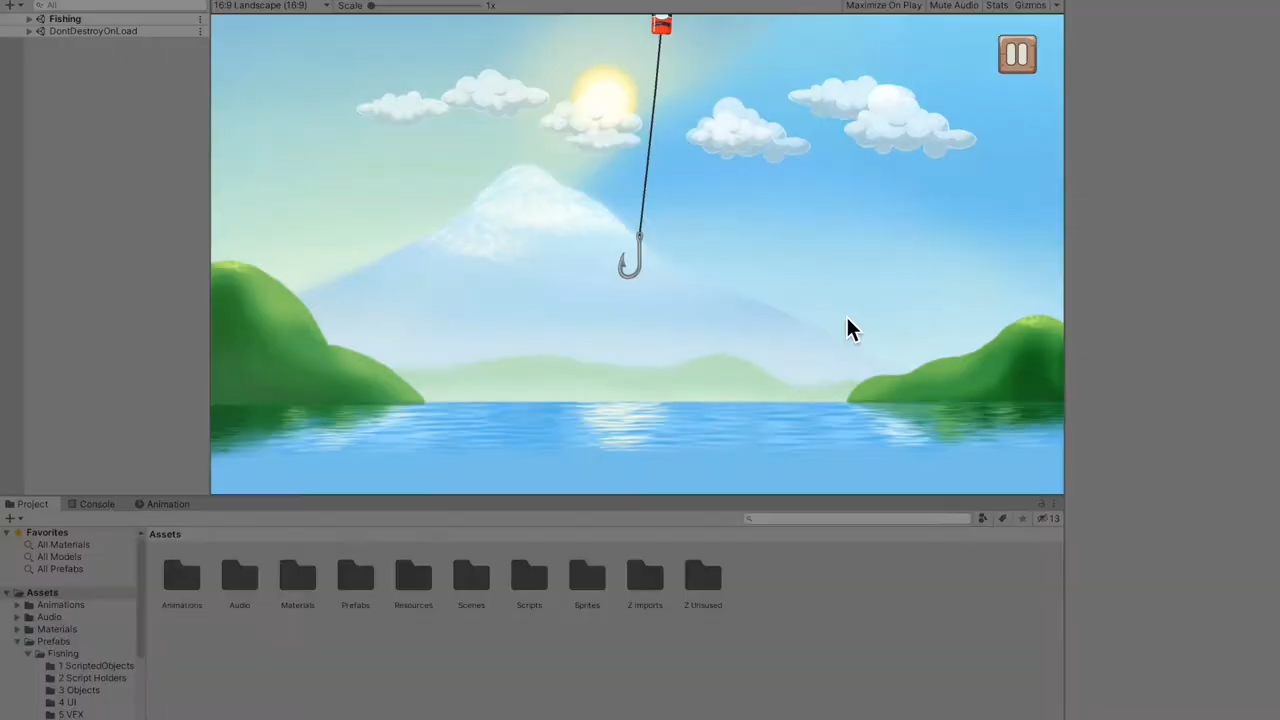 All
16:9 Landscape (16:9)
Scale
1x
Maximize On Play
Mute Audio
Stats
Gizmos
Fishing
DontDestroyOnLoad
Project
Console
Animation
13
Favorites
All Materials
All Models
All Prefabs
Assets
Animations
Audio
Materials
Prefabs
Fishing
1 ScriptedObjects
2 Script Holders
3 Objects
4 UI
5 VFX
Assets
Animations
Audio
Materials
Prefabs
Resources
Scenes
Scripts
Sprites
Z Imports
Z Unused